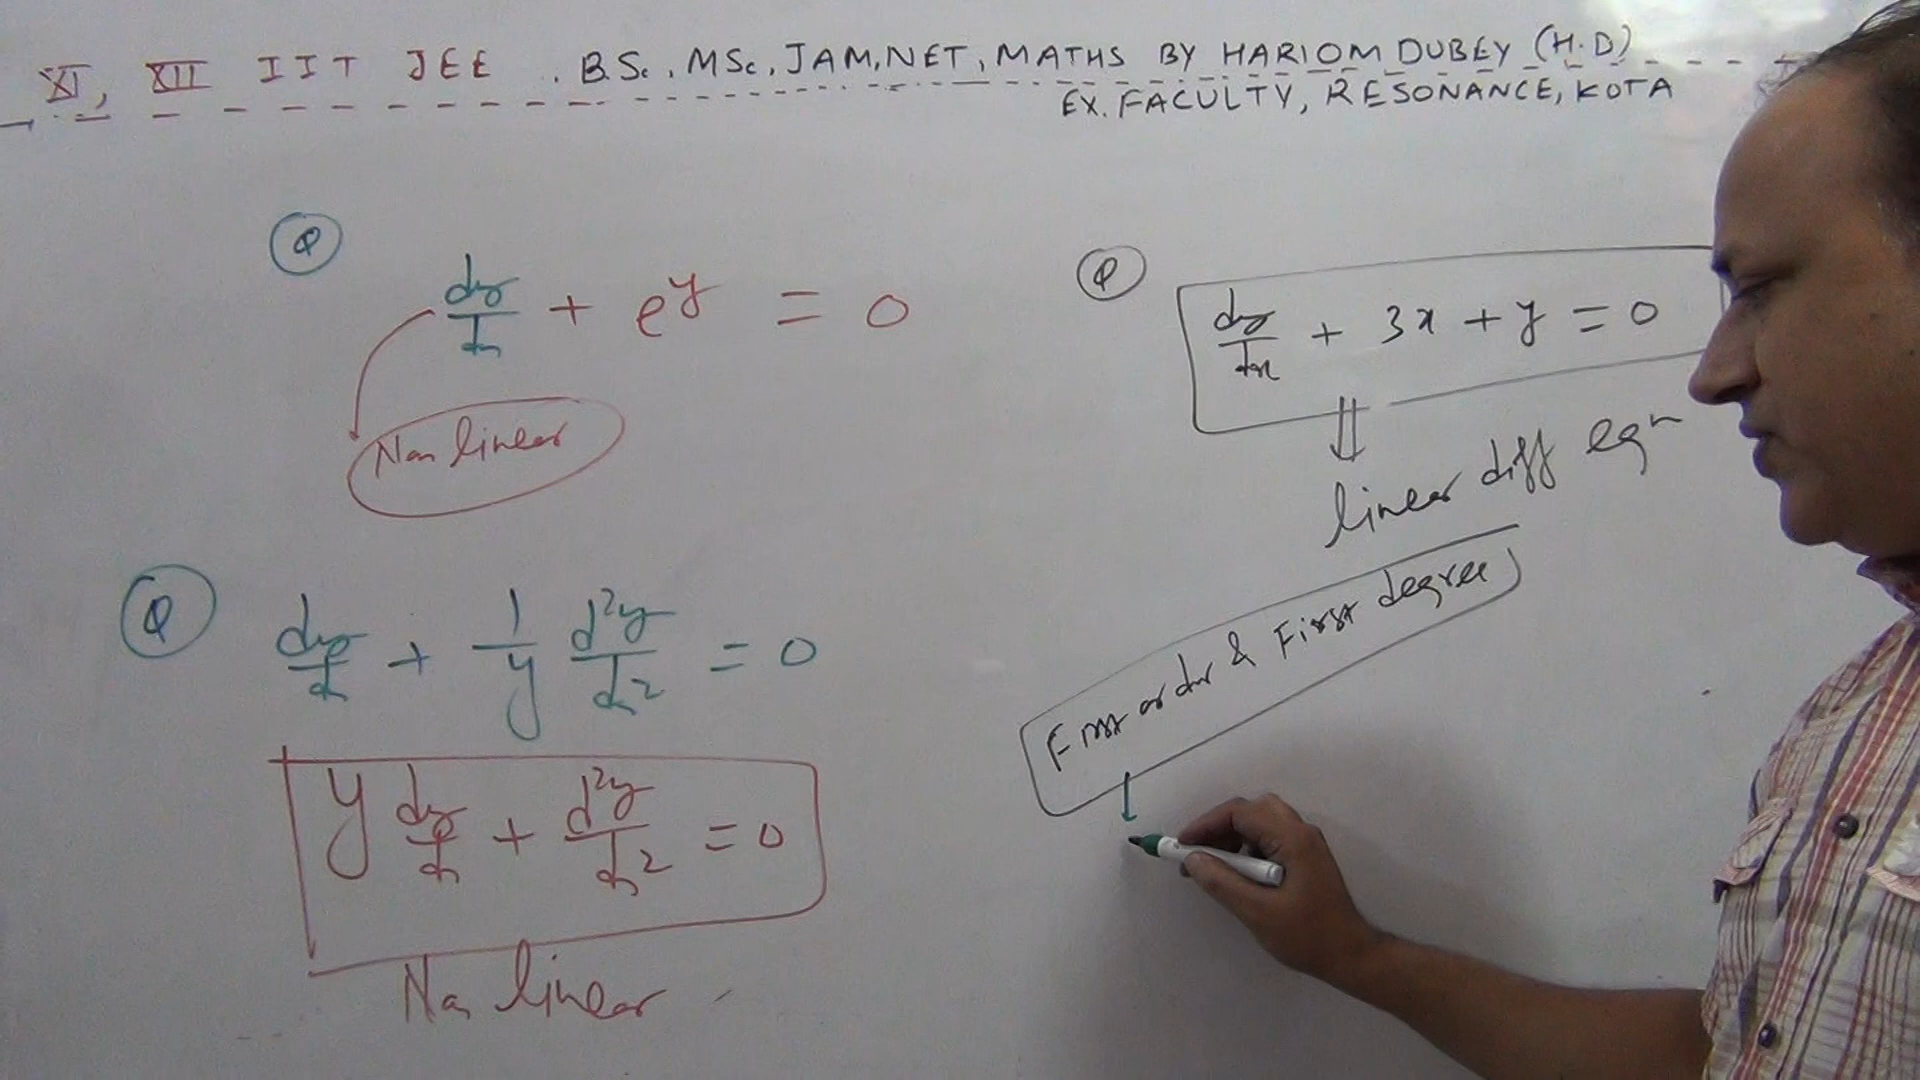 XI, XII IIT JEE . B.Sc, MSc, JAM, NET, MATHS BY HARIOM DUBEY (H.D)
EX. FACULTY, RESONANCE, KOTA
Q
dy/dx + e^y = 0
Non linear
Q
dy/dx + 1/y d²y/dx² = 0
y dy/dx + d²y/dx² = 0
Non linear
Q
dy/dx + 3x + y = 0
linear diff eqn
First order & First degree